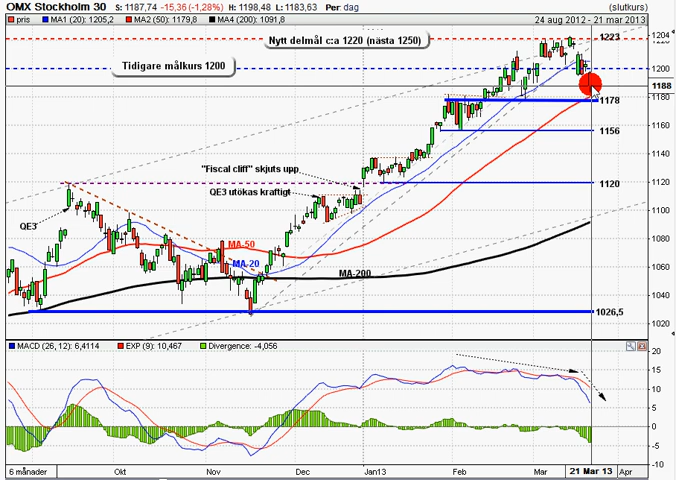 OMX Stockholm 30 S: 1187,74 -15,36 (-1,28%) H: 1198,48 L: 1183,63 Per dag (slutkurs)
pris MA1 (20): 1205,2 MA2 (50): 1179,8 MA4 (200): 1091,8 24 aug 2012 - 21 mar 2013
Nytt delmål c:a 1220 (nästa 1250)
1223
Tidigare målkurs 1200
1200
1178
1156
"Fiscal cliff" skjuts upp
QE3 utökas kraftigt
1120
QE3
MA-50
MA-20
MA-200
1026,5
1204
1220
1200
1188
1180
1160
1140
1120
1100
1080
1060
1040
1020
MACD (26, 12): 6,4114 EXP (9): 10,467 Divergence: -4,056
20
15
10
5
0
-5
-10
6 månader Okt Nov Dec Jan13 Feb Mar 21 Mar 13 Apr